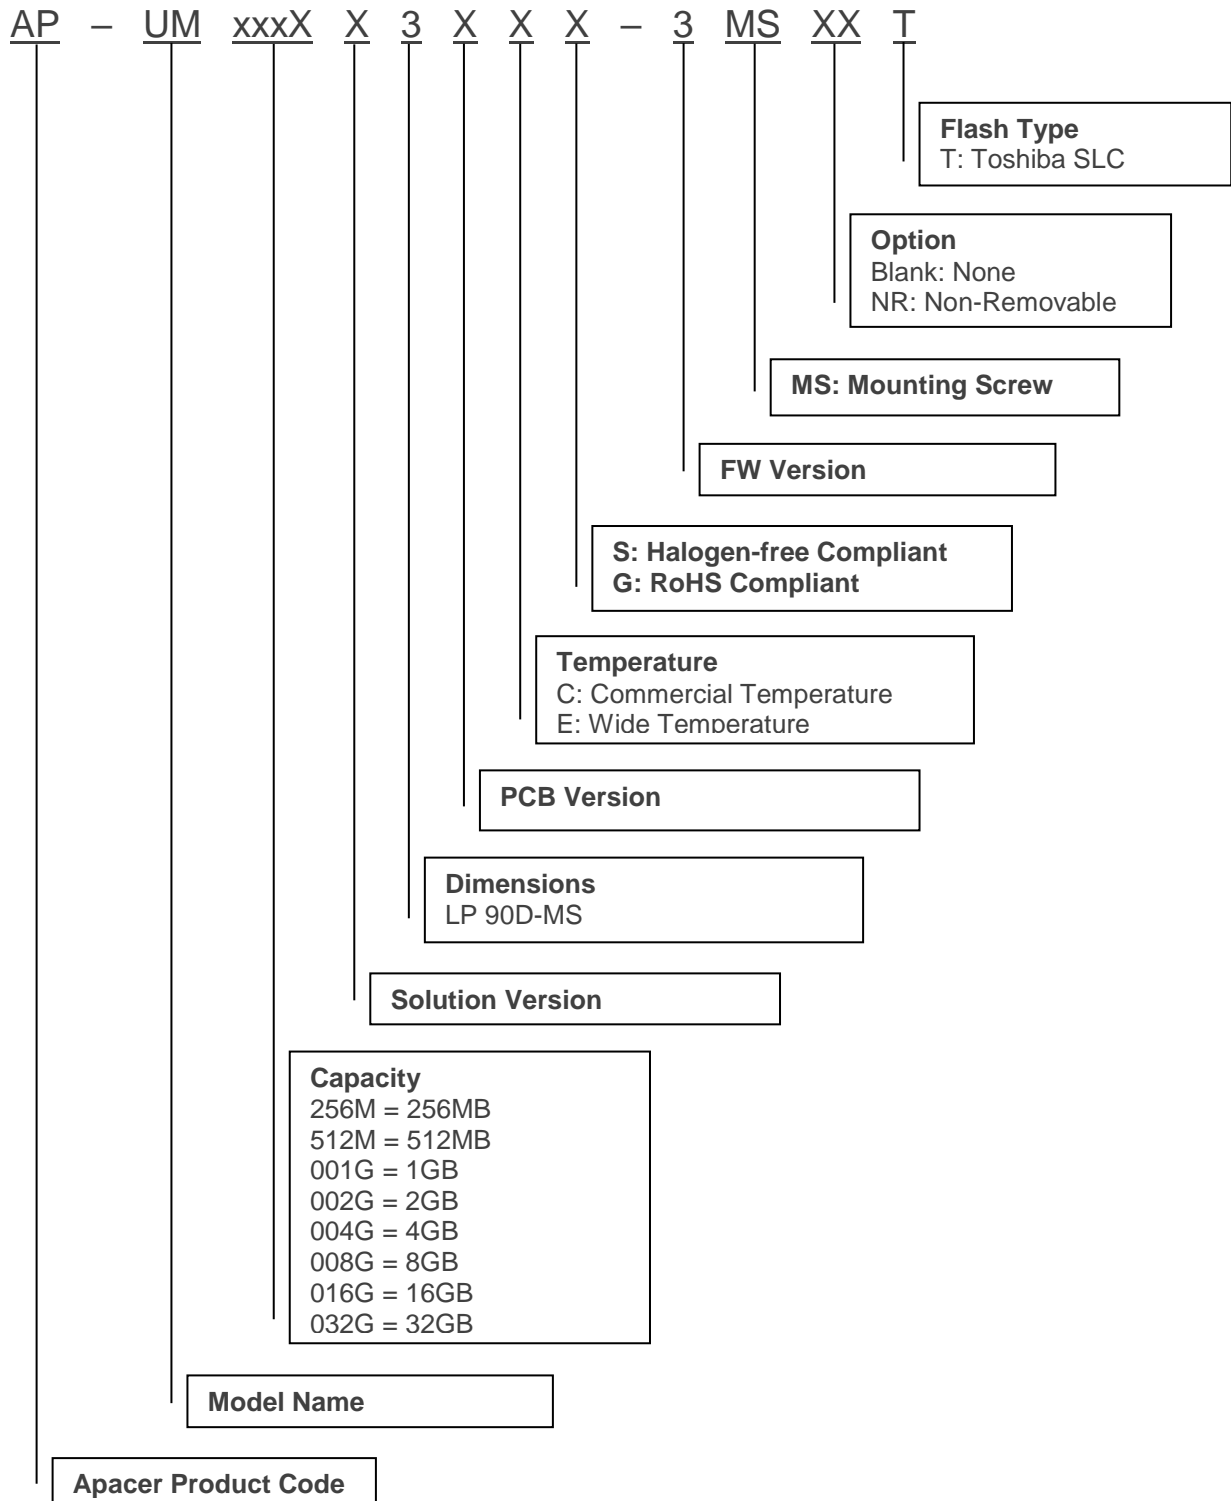 AP – UM xxxX X 3 X X X – 3 MS XX T
Flash Type
T: Toshiba SLC
Option
Blank: None
NR: Non-Removable
MS: Mounting Screw
FW Version
S: Halogen-free Compliant
G: RoHS Compliant
Temperature
C: Commercial Temperature
E: Wide Temperature
PCB Version
Dimensions
LP 90D-MS
Solution Version
Capacity
256M = 256MB
512M = 512MB
001G = 1GB
002G = 2GB
004G = 4GB
008G = 8GB
016G = 16GB
032G = 32GB
Model Name
Apacer Product Code